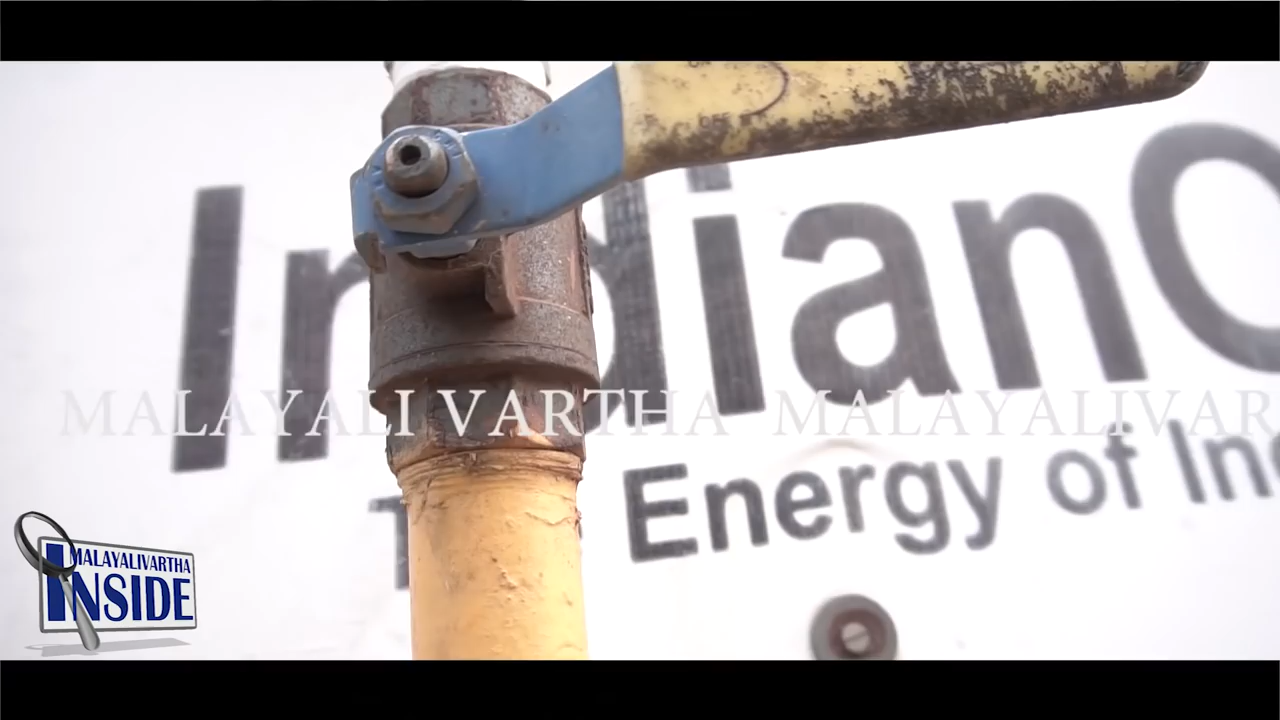 IndianO
Energy of In
MALAYALI VARTHA MALAYALIVAR
MALAYALIVARTHA
INSIDE